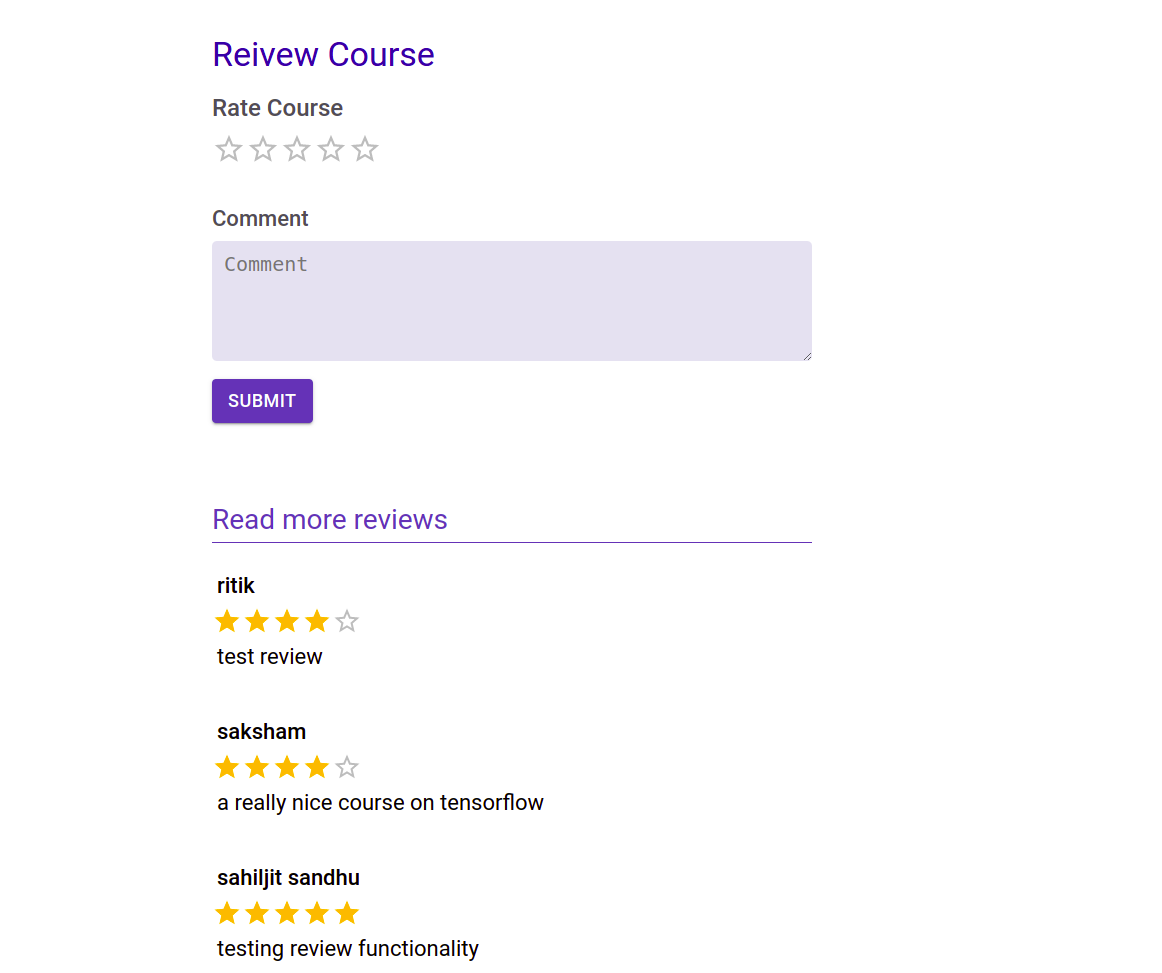 Reivew Course
Rate Course
Comment
Comment
SUBMIT
Read more reviews
ritik
test review
saksham
a really nice course on tensorflow
sahiljit sandhu
testing review functionality